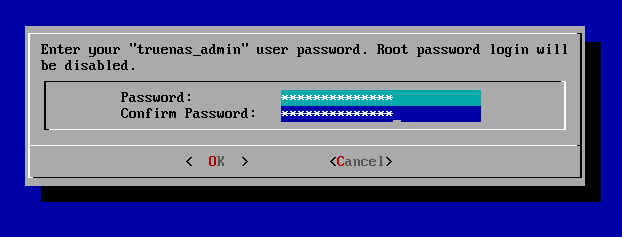 Enter your "truenas_admin" user password. Root password login will
be disabled.
Password: **************
Confirm Password: **************_
< OK > <Cancel>